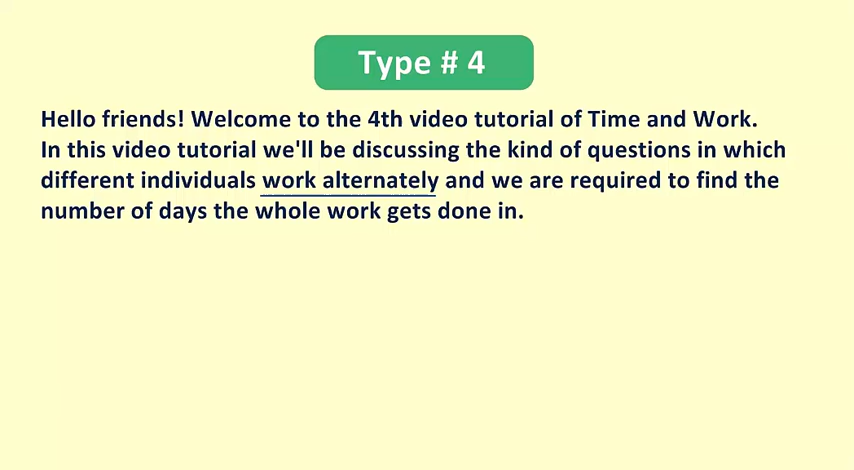 Type # 4
Hello friends! Welcome to the 4th video tutorial of Time and Work.
In this video tutorial we'll be discussing the kind of questions in which
different individuals work alternately and we are required to find the
number of days the whole work gets done in.